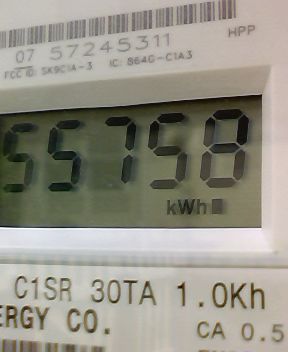 07 57245311
HPP
FCC ID: SK9C1A-3 IC: 864G-C1A3
55758
kWh
C1SR 30TA 1.0Kh
ERGY CO.
CA 0.5